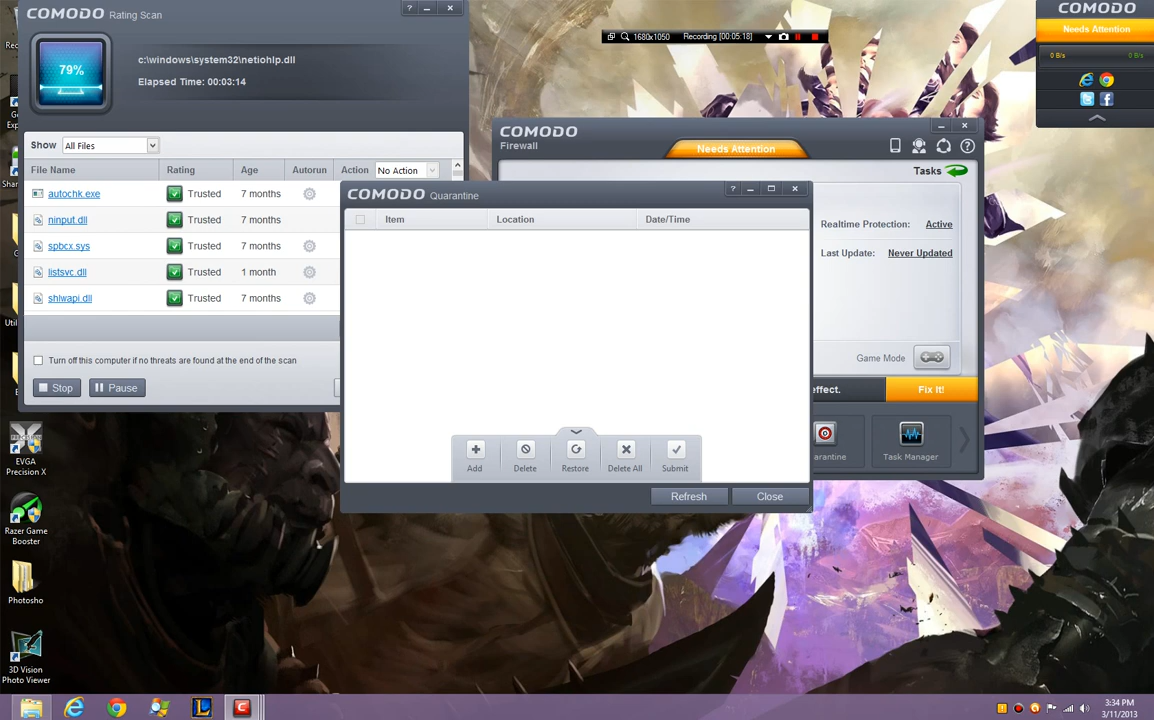 COMODO Rating Scan
79%
c:\windows\system32\netiohlp.dll
Elapsed Time: 00:03:14
Show
All Files
File Name
Rating
Age
Autorun
Action
No Action
autochk.exe
Trusted
7 months
ninput.dll
Trusted
7 months
spbcx.sys
Trusted
7 months
listsvc.dll
Trusted
1 month
shlwapi.dll
Trusted
7 months
Turn off this computer if no threats are found at the end of the scan
Stop
Pause
1680x1050
Recording [00:05:18]
COMODO
Needs Attention
0 B/s
0 B/s
COMODO
Firewall
Needs Attention
Tasks
Realtime Protection:
Active
Last Update:
Never Updated
Game Mode
effect.
Fix It!
arantine
Task Manager
COMODO Quarantine
Item
Location
Date/Time
Add
Delete
Restore
Delete All
Submit
Refresh
Close
Rec
Exp
Shar
Util
EVGA
Precision X
Razer Game
Booster
Photosho
3D Vision
Photo Viewer
3:34 PM
3/11/2013